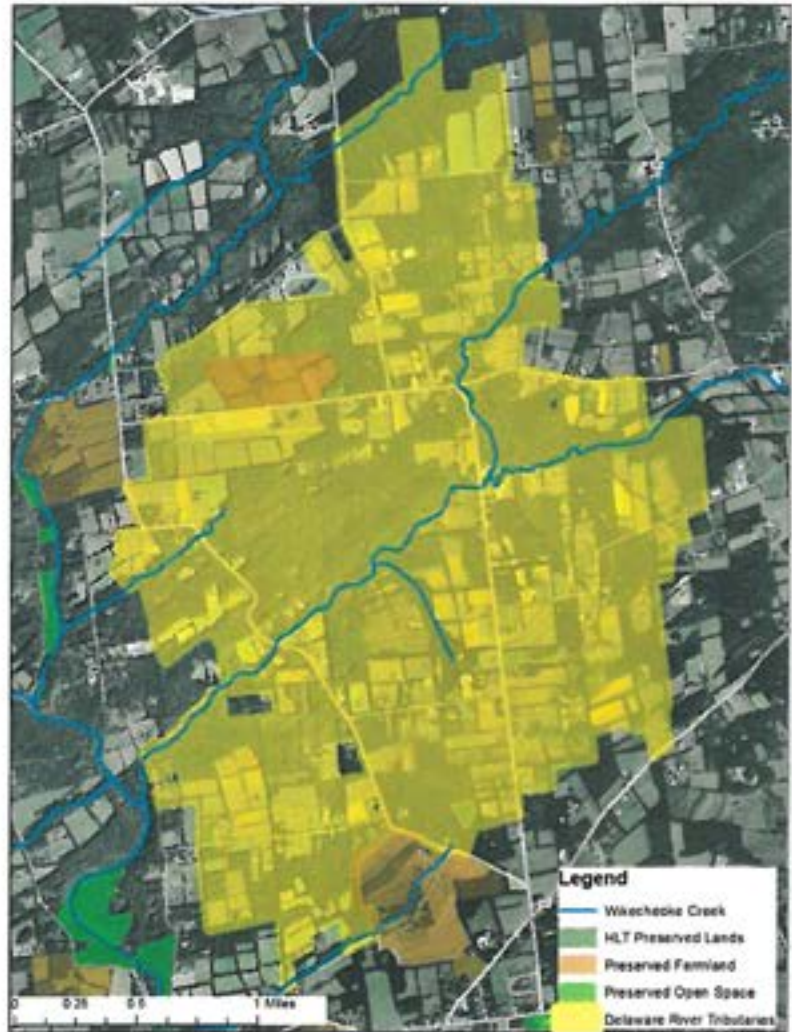 Legend
Wikecheoke Creek
HLT Preserved Lands
Preserved Farmland
Preserved Open Space
Delaware River Tributaries
0 0.25 0.5 1 Miles